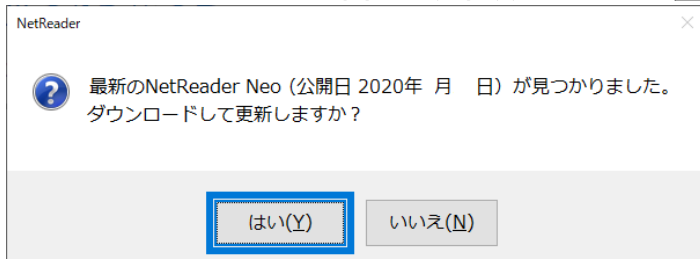 NetReader
最新のNetReader Neo (公開日 2020年 月 日) が見つかりました。
ダウンロードして更新しますか？
はい(Y)
いいえ(N)